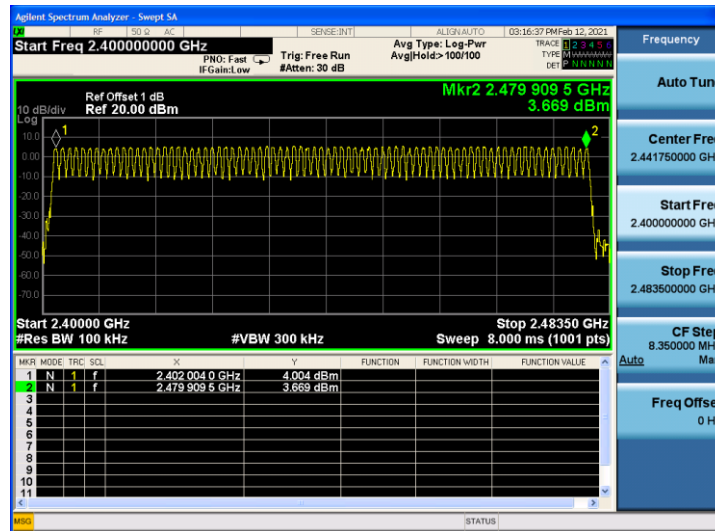 Agilent Spectrum Analyzer - Swept SA
RF 50 Ω AC SENSE:INT ALIGNAUTO 03:16:37 PM Feb 12, 2021
Start Freq 2.400000000 GHz
PNO: Fast
IFGain:Low
Trig: Free Run
#Atten: 30 dB
Avg Type: Log-Pwr
Avg|Hold:>100/100
TRACE 1 2 3 4 5 6
TYPE M
DET P N N N N N
Ref Offset 1 dB
10 dB/div Ref 20.00 dBm
Log
Mkr2 2.479 909 5 GHz
3.669 dBm
1
2
10.0
0.00
-10.0
-20.0
-30.0
-40.0
-50.0
-60.0
-70.0
Start 2.40000 GHz Stop 2.48350 GHz
#Res BW 100 kHz #VBW 300 kHz Sweep 8.000 ms (1001 pts)
MKR MODE TRC SCL X Y FUNCTION FUNCTION WIDTH FUNCTION VALUE
1 N 1 f 2.402 004 0 GHz 4.004 dBm
2 N 1 f 2.479 909 5 GHz 3.669 dBm
3
4
5
6
7
8
9
10
11
MSG STATUS
Frequency
Auto Tun
Center Fre
2.441750000 GH
Start Fre
2.400000000 GH
Stop Fre
2.483500000 GH
CF Step
8.350000 MH
Auto Ma
Freq Offse
0 H